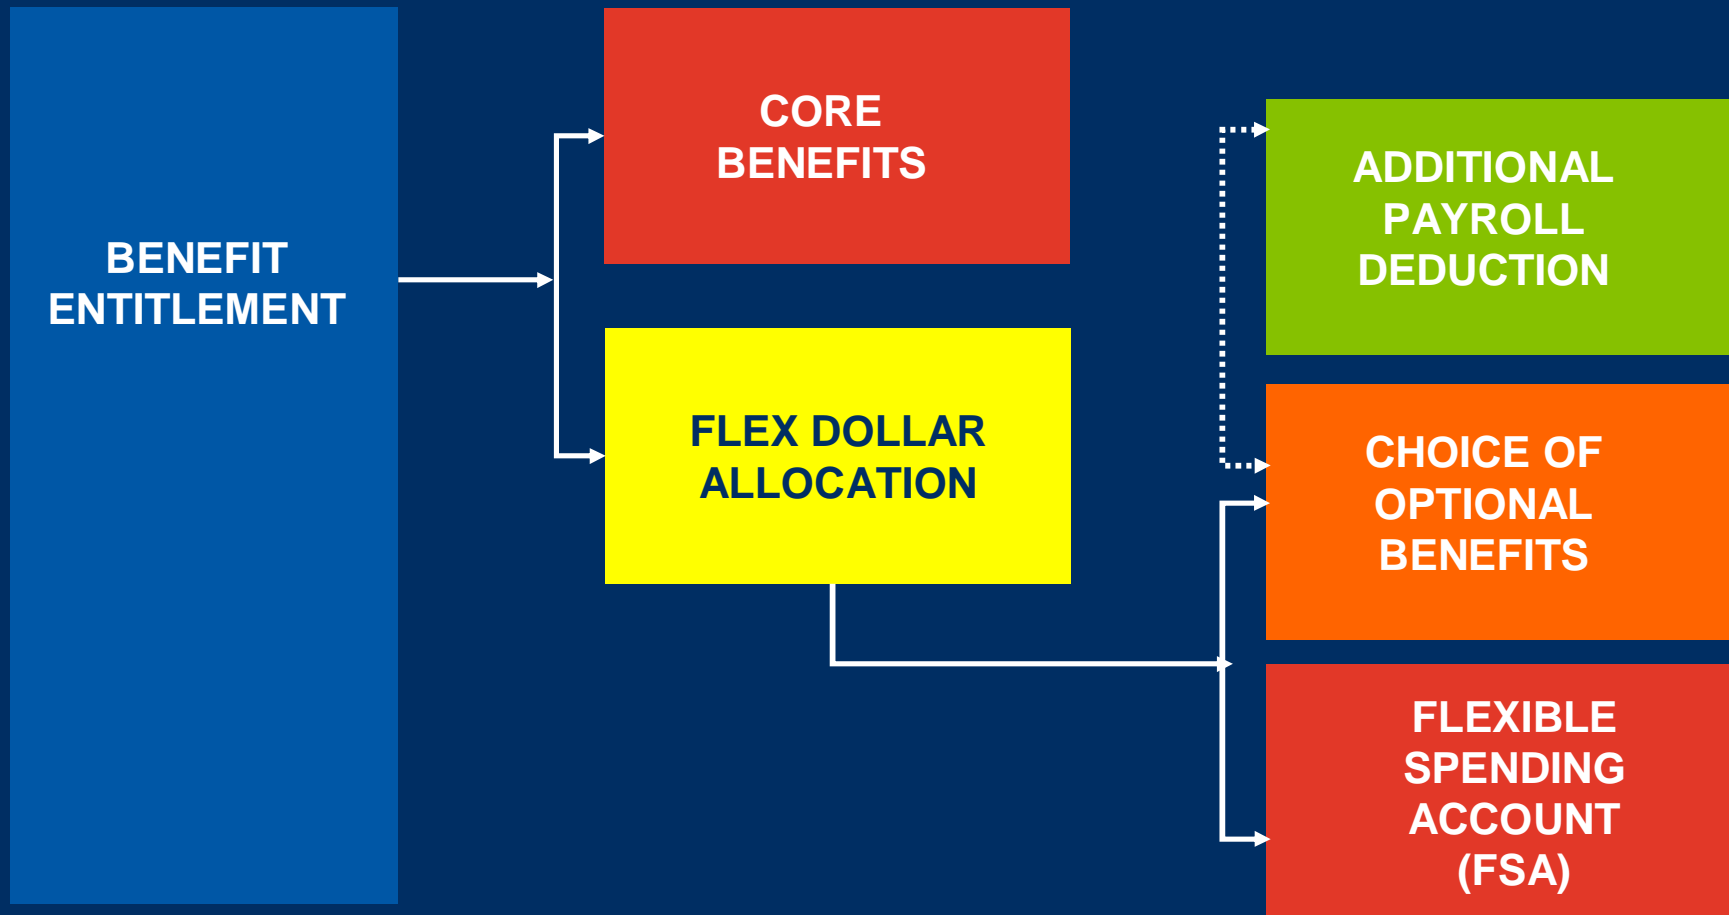 BENEFIT
ENTITLEMENT
CORE
BENEFITS
FLEX DOLLAR
ALLOCATION
ADDITIONAL
PAYROLL
DEDUCTION
CHOICE OF
OPTIONAL
BENEFITS
FLEXIBLE
SPENDING
ACCOUNT
(FSA)